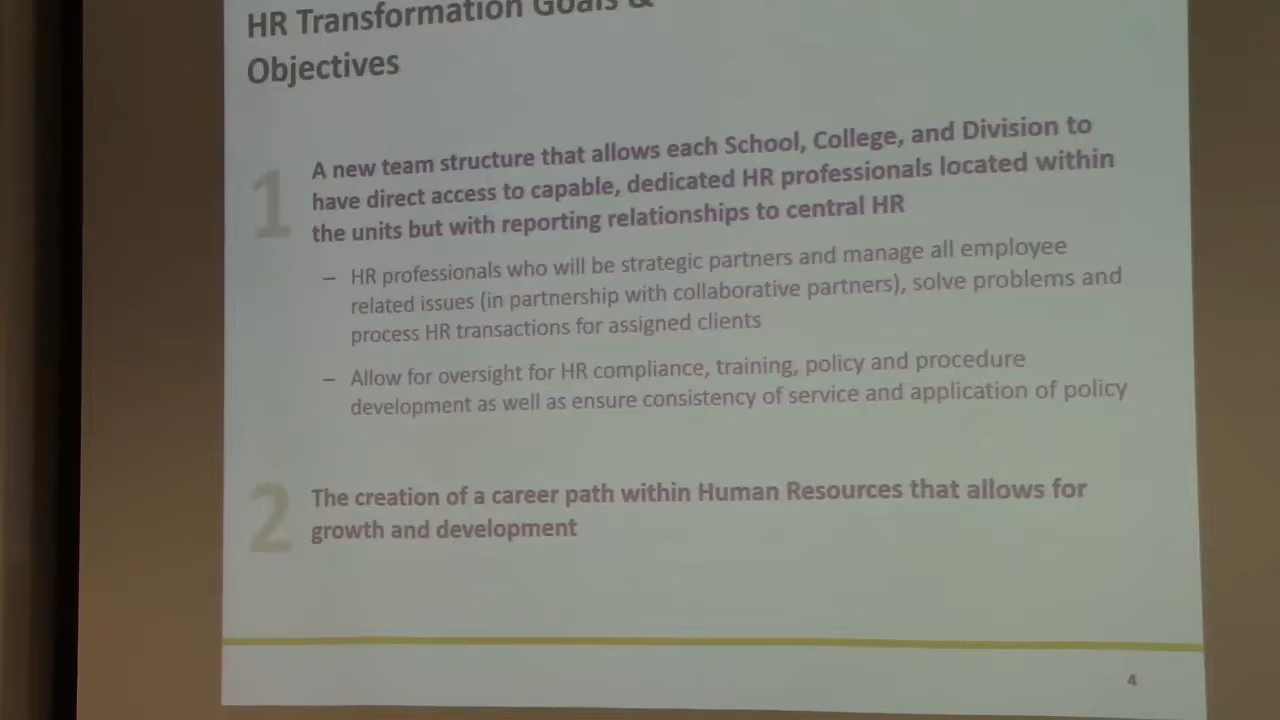 HR Transformation Goals &
Objectives
1
A new team structure that allows each School, College, and Division to
have direct access to capable, dedicated HR professionals located within
the units but with reporting relationships to central HR
– HR professionals who will be strategic partners and manage all employee
related issues (in partnership with collaborative partners), solve problems and
process HR transactions for assigned clients
– Allow for oversight for HR compliance, training, policy and procedure
development as well as ensure consistency of service and application of policy
2
The creation of a career path within Human Resources that allows for
growth and development
4